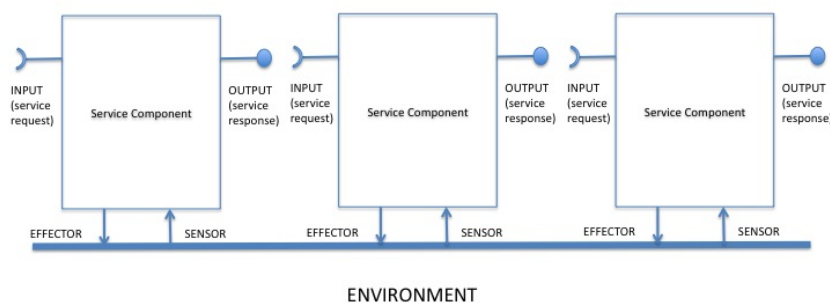 INPUT
(service
request)
Service Component
OUTPUT
(service
response)
EFFECTOR
SENSOR
INPUT
(service
request)
Service Component
OUTPUT
(service
response)
EFFECTOR
SENSOR
INPUT
(service
request)
Service Component
OUTPUT
(service
response)
EFFECTOR
SENSOR
ENVIRONMENT